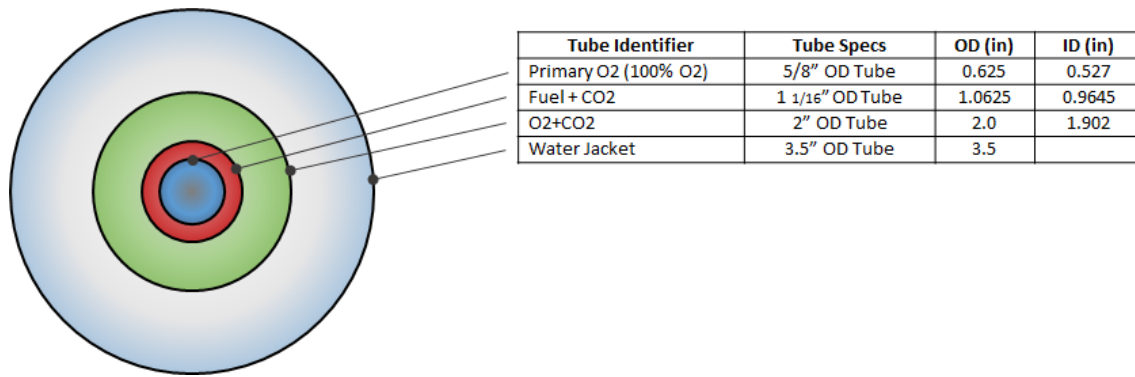 Tube Identifier Tube Specs OD (in) ID (in)
Primary O2 (100% O2) 5/8” OD Tube 0.625 0.527
Fuel + CO2 1 1/16” OD Tube 1.0625 0.9645
O2+CO2 2” OD Tube 2.0 1.902
Water Jacket 3.5” OD Tube 3.5